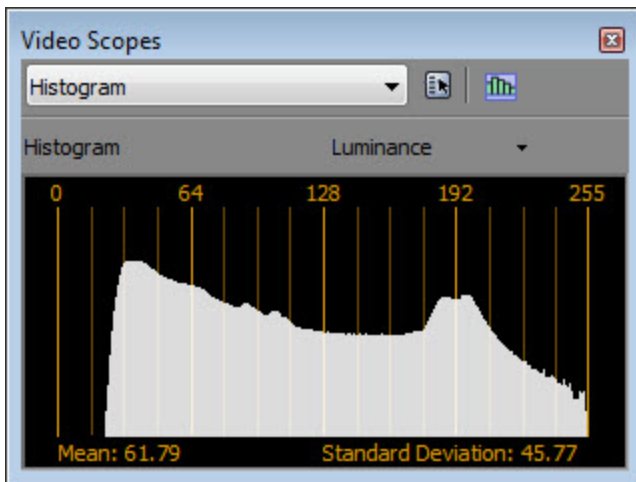 Video Scopes
Histogram
Histogram Luminance
0 64 128 192 255
Mean: 61.79 Standard Deviation: 45.77